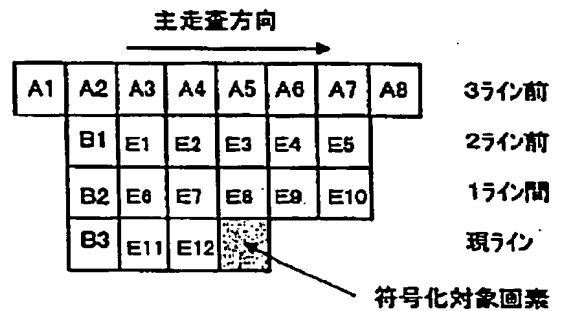 主走査方向
A1 A2 A3 A4 A5 A6 A7 A8 3ライン前
B1 E1 E2 E3 E4 E5 2ライン前
B2 E6 E7 E8 E9 E10 1ライン間
B3 E11 E12 現ライン
符号化対象画素